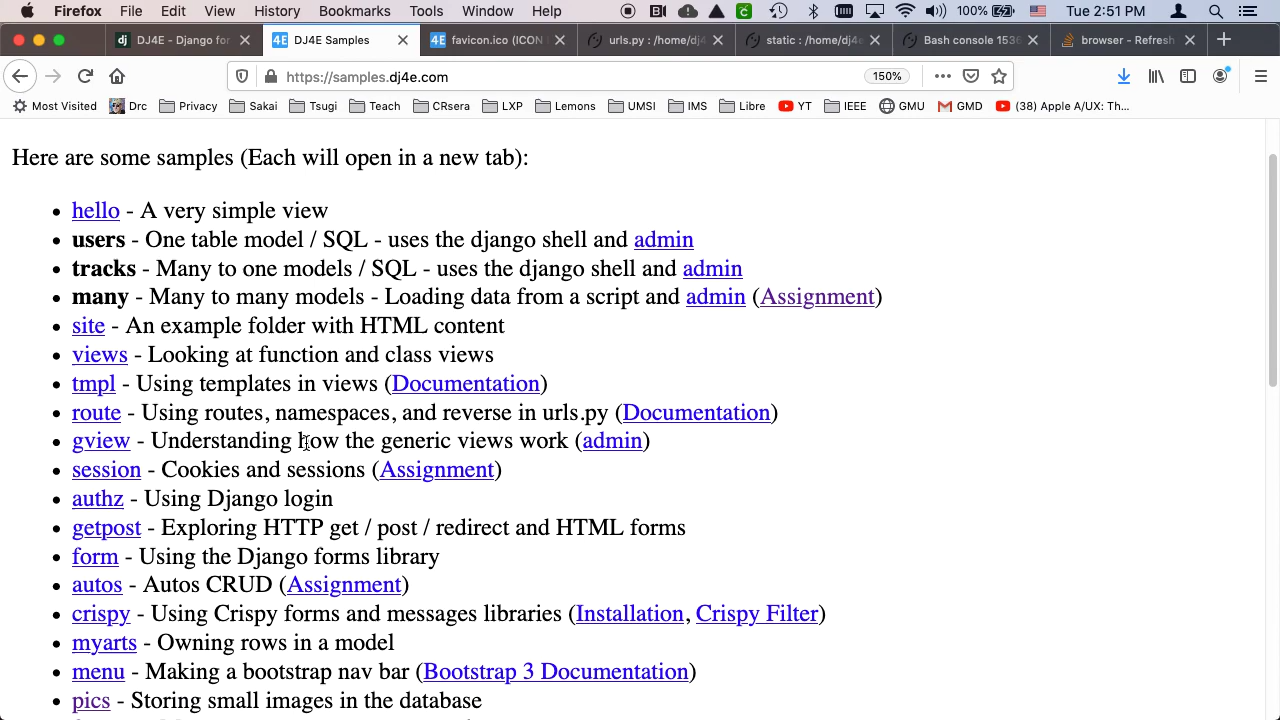 Firefox File Edit View History Bookmarks Tools Window Help 100% Tue 2:51 PM
DJ4E - Django for
DJ4E Samples
favicon.ico (ICON I
urls.py : /home/dj4
static : /home/dj4e
Bash console 1536
browser - Refresh
https://samples.dj4e.com 150%
Most Visited Drc Privacy Sakai Tsugi Teach CRsera LXP Lemons UMSI IMS Libre YT IEEE GMU GMD (38) Apple A/UX: Th...
Here are some samples (Each will open in a new tab):
• hello - A very simple view
• users - One table model / SQL - uses the django shell and admin
• tracks - Many to one models / SQL - uses the django shell and admin
• many - Many to many models - Loading data from a script and admin (Assignment)
• site - An example folder with HTML content
• views - Looking at function and class views
• tmpl - Using templates in views (Documentation)
• route - Using routes, namespaces, and reverse in urls.py (Documentation)
• gview - Understanding how the generic views work (admin)
• session - Cookies and sessions (Assignment)
• authz - Using Django login
• getpost - Exploring HTTP get / post / redirect and HTML forms
• form - Using the Django forms library
• autos - Autos CRUD (Assignment)
• crispy - Using Crispy forms and messages libraries (Installation, Crispy Filter)
• myarts - Owning rows in a model
• menu - Making a bootstrap nav bar (Bootstrap 3 Documentation)
• pics - Storing small images in the database